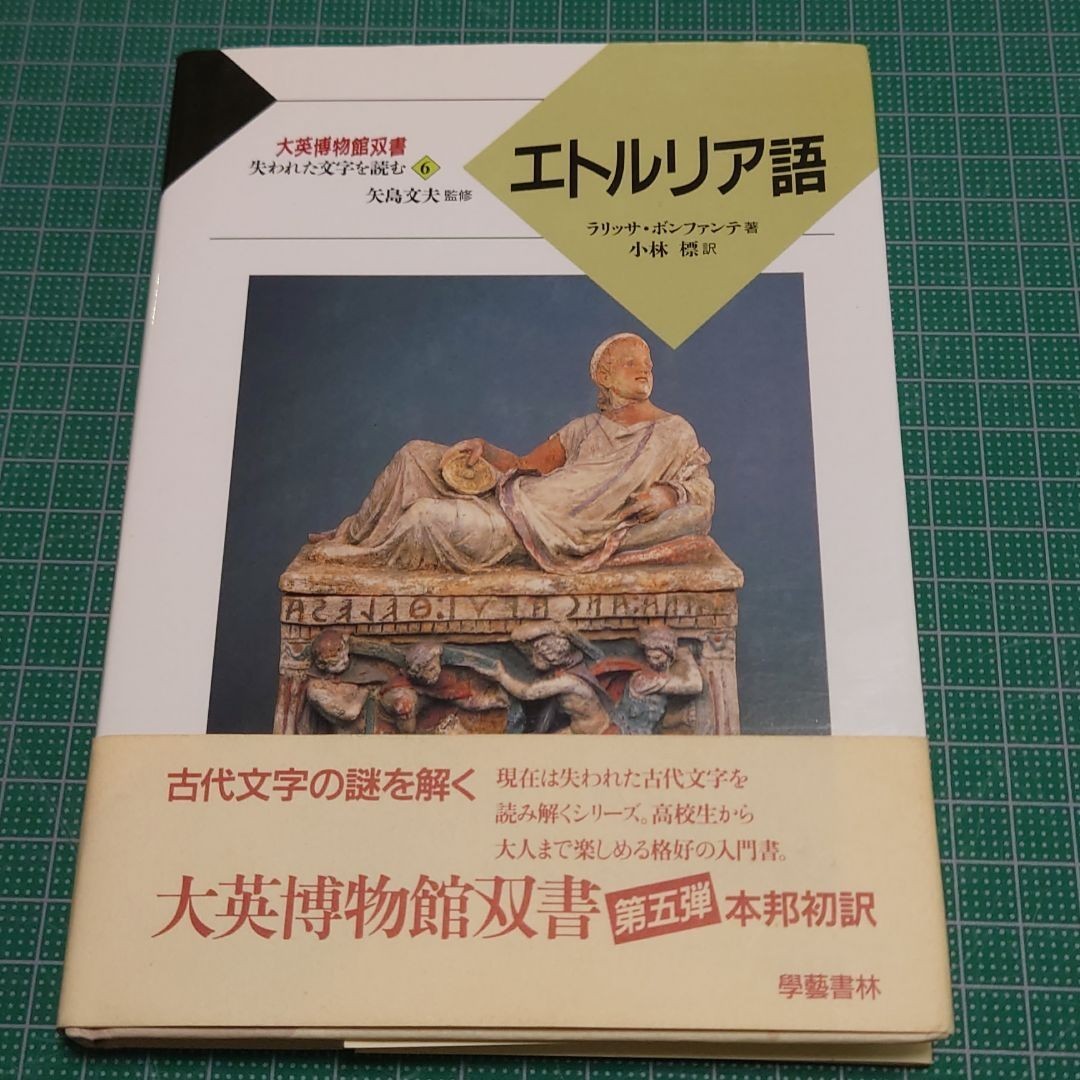 大英博物館双書
失われた文字を読む 6
矢島文夫 監修
エトルリア語
ラリッサ・ボンファンテ 著
小林 標 訳
古代文字の謎を解く
現在は失われた古代文字を
読み解くシリーズ。高校生から
大人まで楽しめる格好の入門書。
大英博物館双書 第五弾 本邦初訳
學藝書林